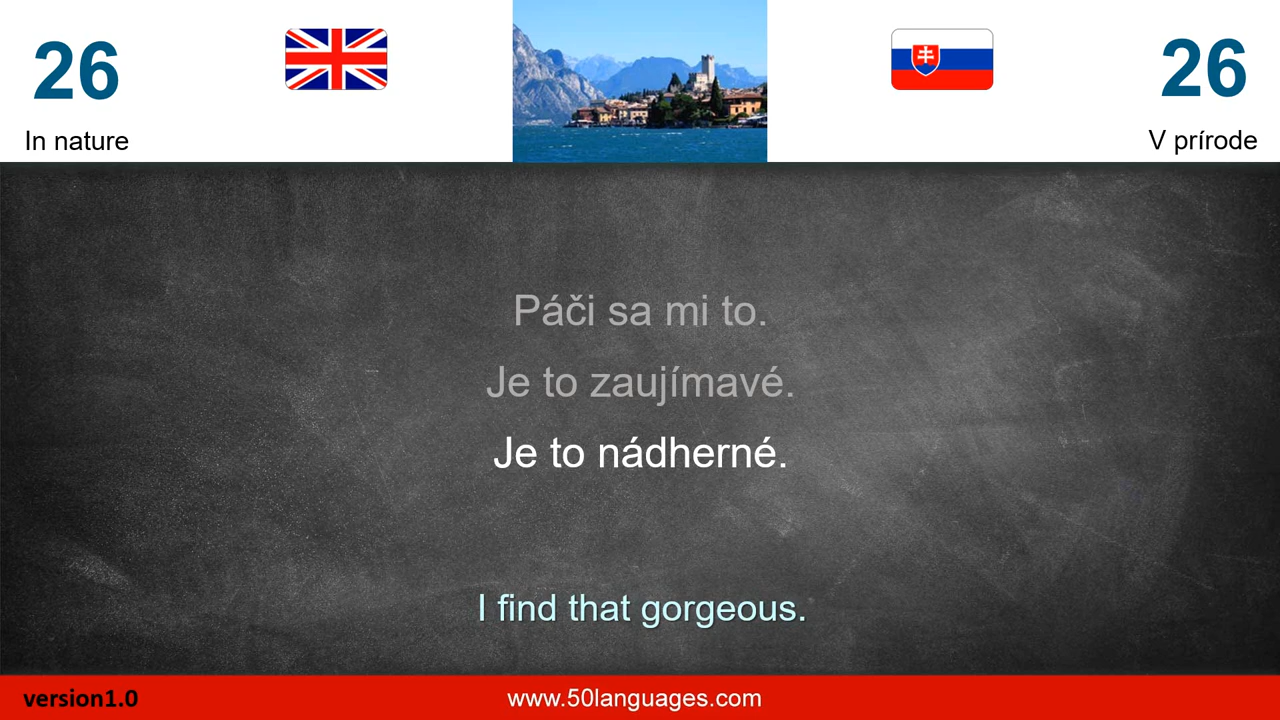 26
In nature
26
V prírode
Páči sa mi to.
Je to zaujímavé.
Je to nádherné.
I find that gorgeous.
version1.0
www.50languages.com